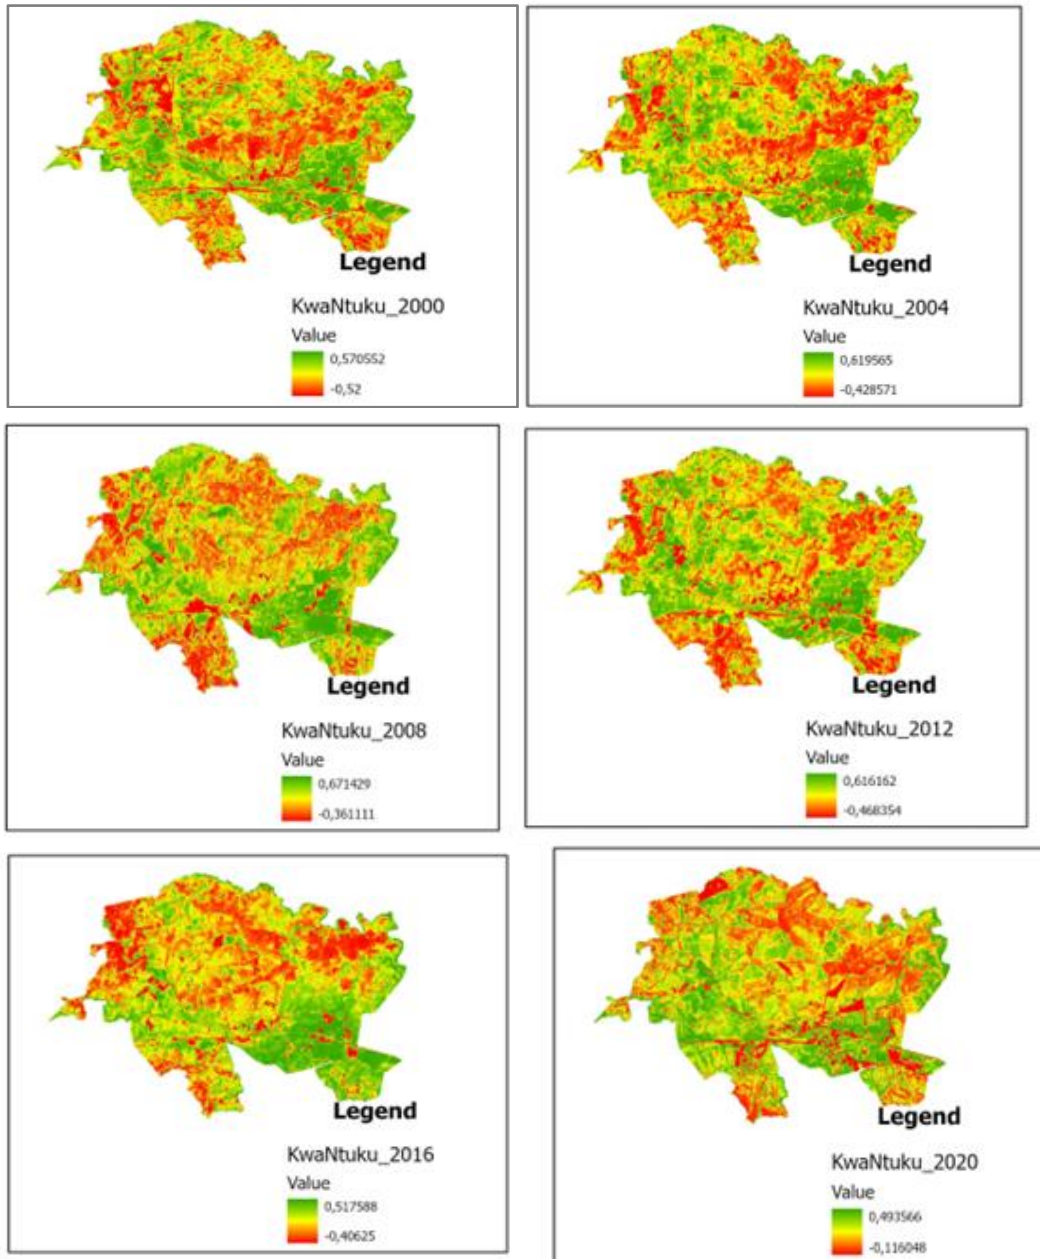 Legend
KwaNtuku_2000
Value
0,570552
-0,52
Legend
KwaNtuku_2004
Value
0,619565
-0,428571
Legend
KwaNtuku_2008
Value
0,671429
-0,361111
Legend
KwaNtuku_2012
Value
0,616162
-0,468354
Legend
KwaNtuku_2016
Value
0,517588
-0,40625
Legend
KwaNtuku_2020
Value
0,493566
-0,116048